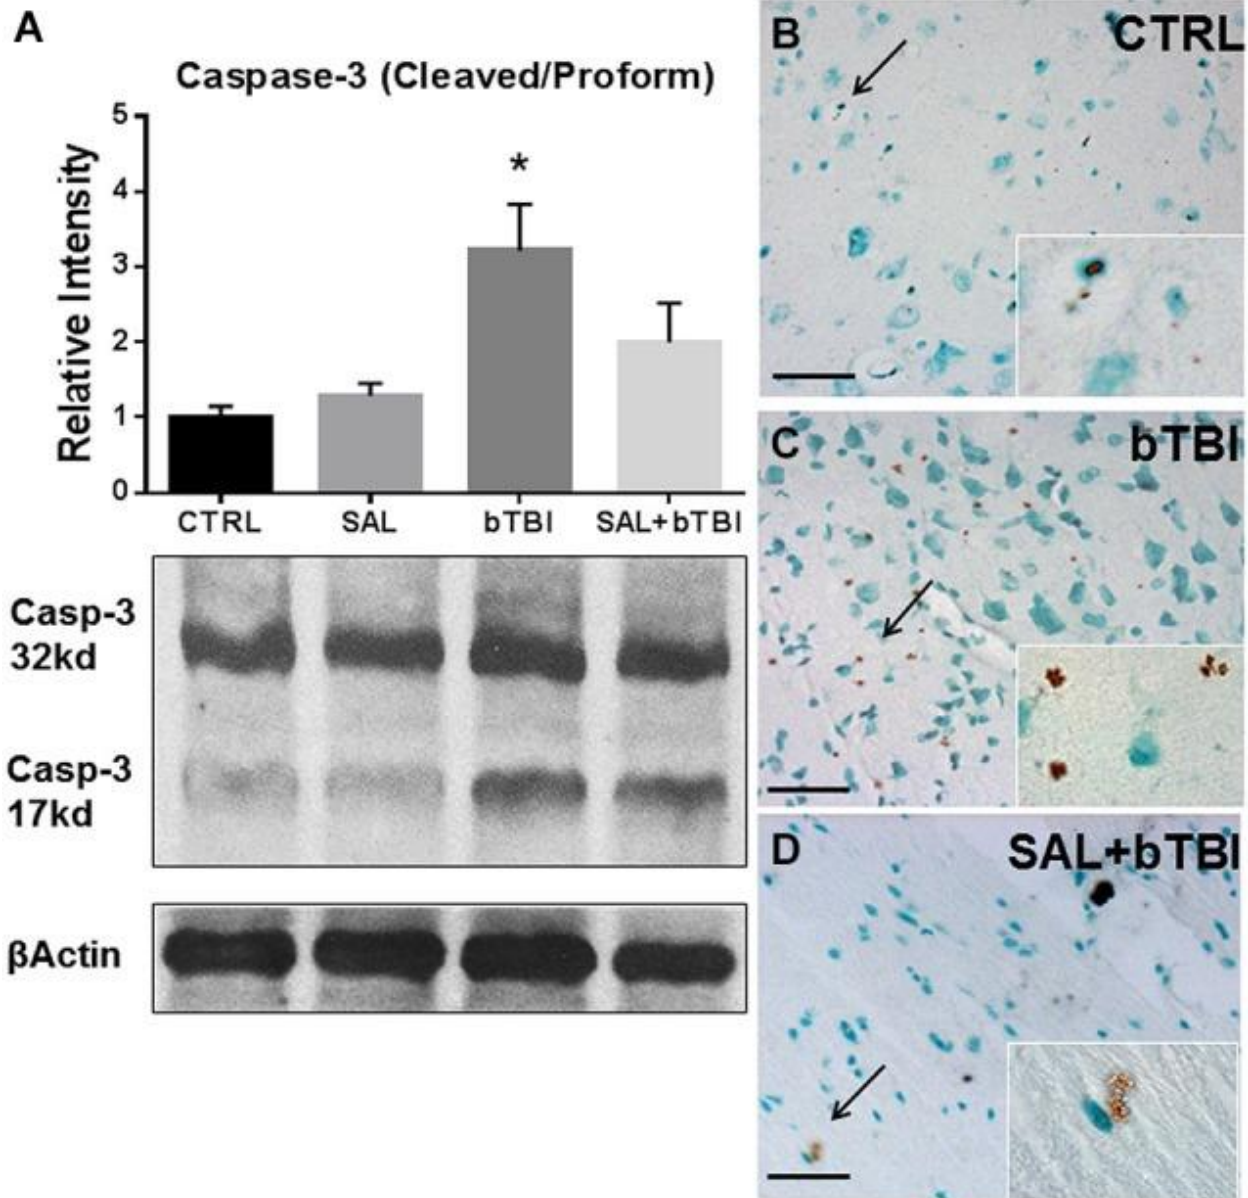 A
Caspase-3 (Cleaved/Proform)
Relative Intensity
5
4
3
2
1
0
*
CTRL SAL bTBI SAL+bTBI
Casp-3
32kd
Casp-3
17kd
βActin
B CTRL
C bTBI
D SAL+bTBI